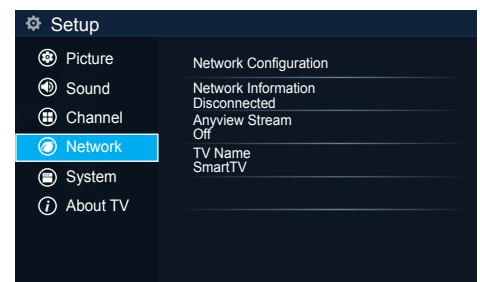 Setup
Picture
Sound
Channel
Network
System
About TV
Network Configuration
Network Information
Disconnected
Anyview Stream
Off
TV Name
SmartTV